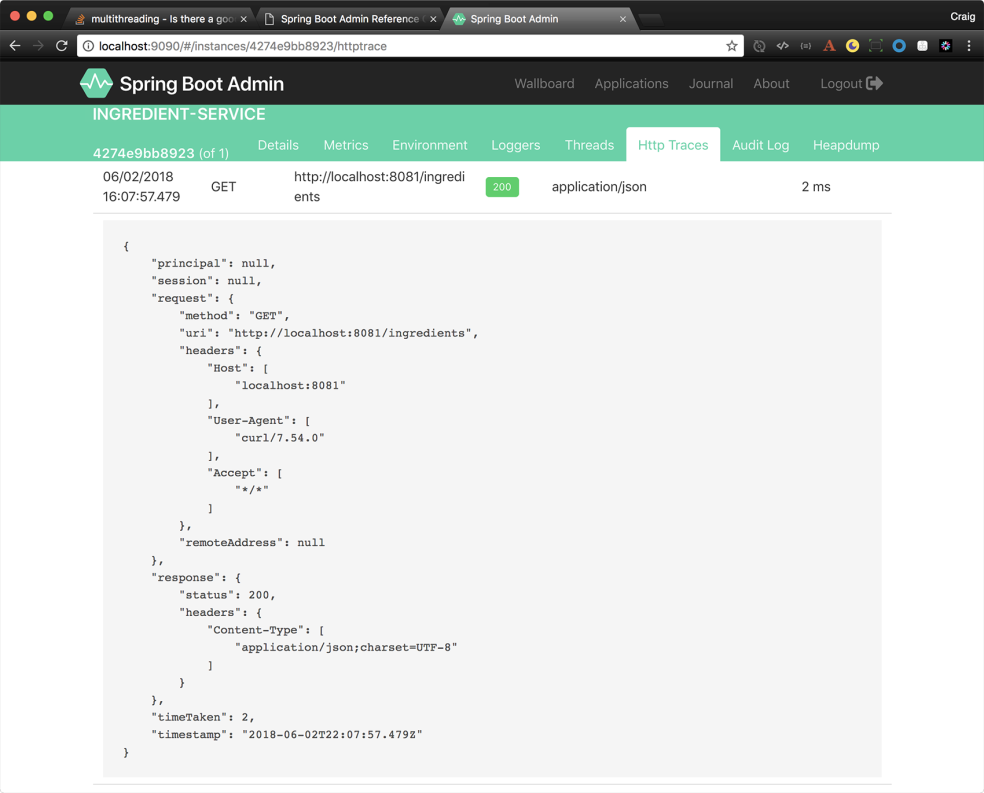 multithreading - Is there a goo
Spring Boot Admin Reference
Spring Boot Admin
Craig
localhost:9090/#/instances/4274e9bb8923/httptrace
Spring Boot Admin
Wallboard Applications Journal About Logout
INGREDIENT-SERVICE
4274e9bb8923 (of 1)
Details Metrics Environment Loggers Threads Http Traces Audit Log Heapdump
06/02/2018
16:07:57.479
GET
http://localhost:8081/ingredi
ents
200
application/json
2 ms
{
"principal": null,
"session": null,
"request": {
"method": "GET",
"uri": "http://localhost:8081/ingredients",
"headers": {
"Host": [
"localhost:8081"
],
"User-Agent": [
"curl/7.54.0"
],
"Accept": [
"*/*"
]
},
"remoteAddress": null
},
"response": {
"status": 200,
"headers": {
"Content-Type": [
"application/json;charset=UTF-8"
]
}
},
"timeTaken": 2,
"timestamp": "2018-06-02T22:07:57.479Z"
}